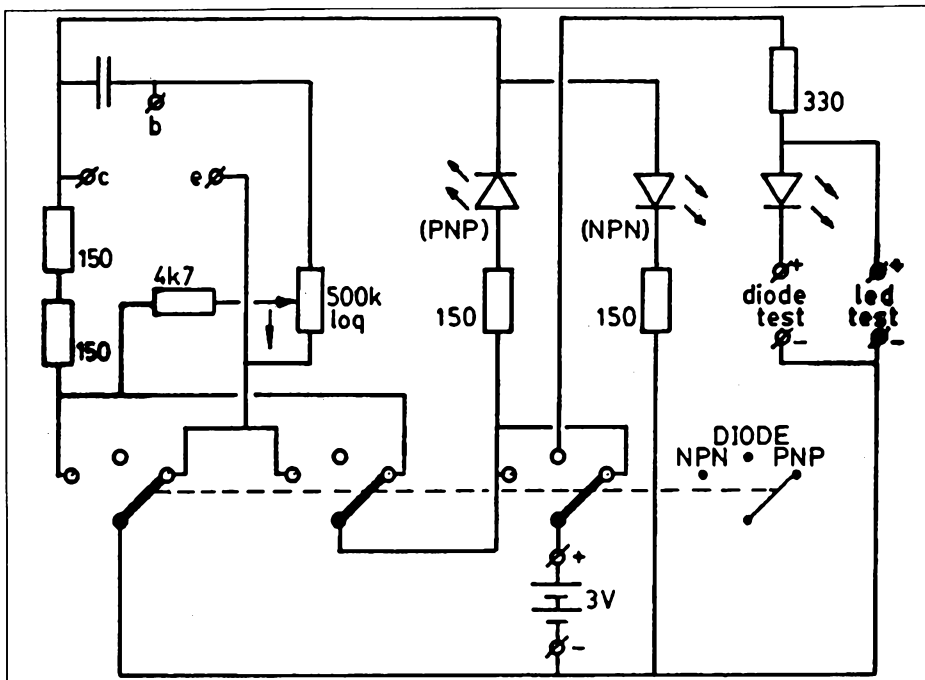 330
b
c
e
(PNP)
(NPN)
150
4k7
500k
log
150
150
150
+
+
diode
test
led
test
-
-
DIODE
NPN
PNP
+
3V
-